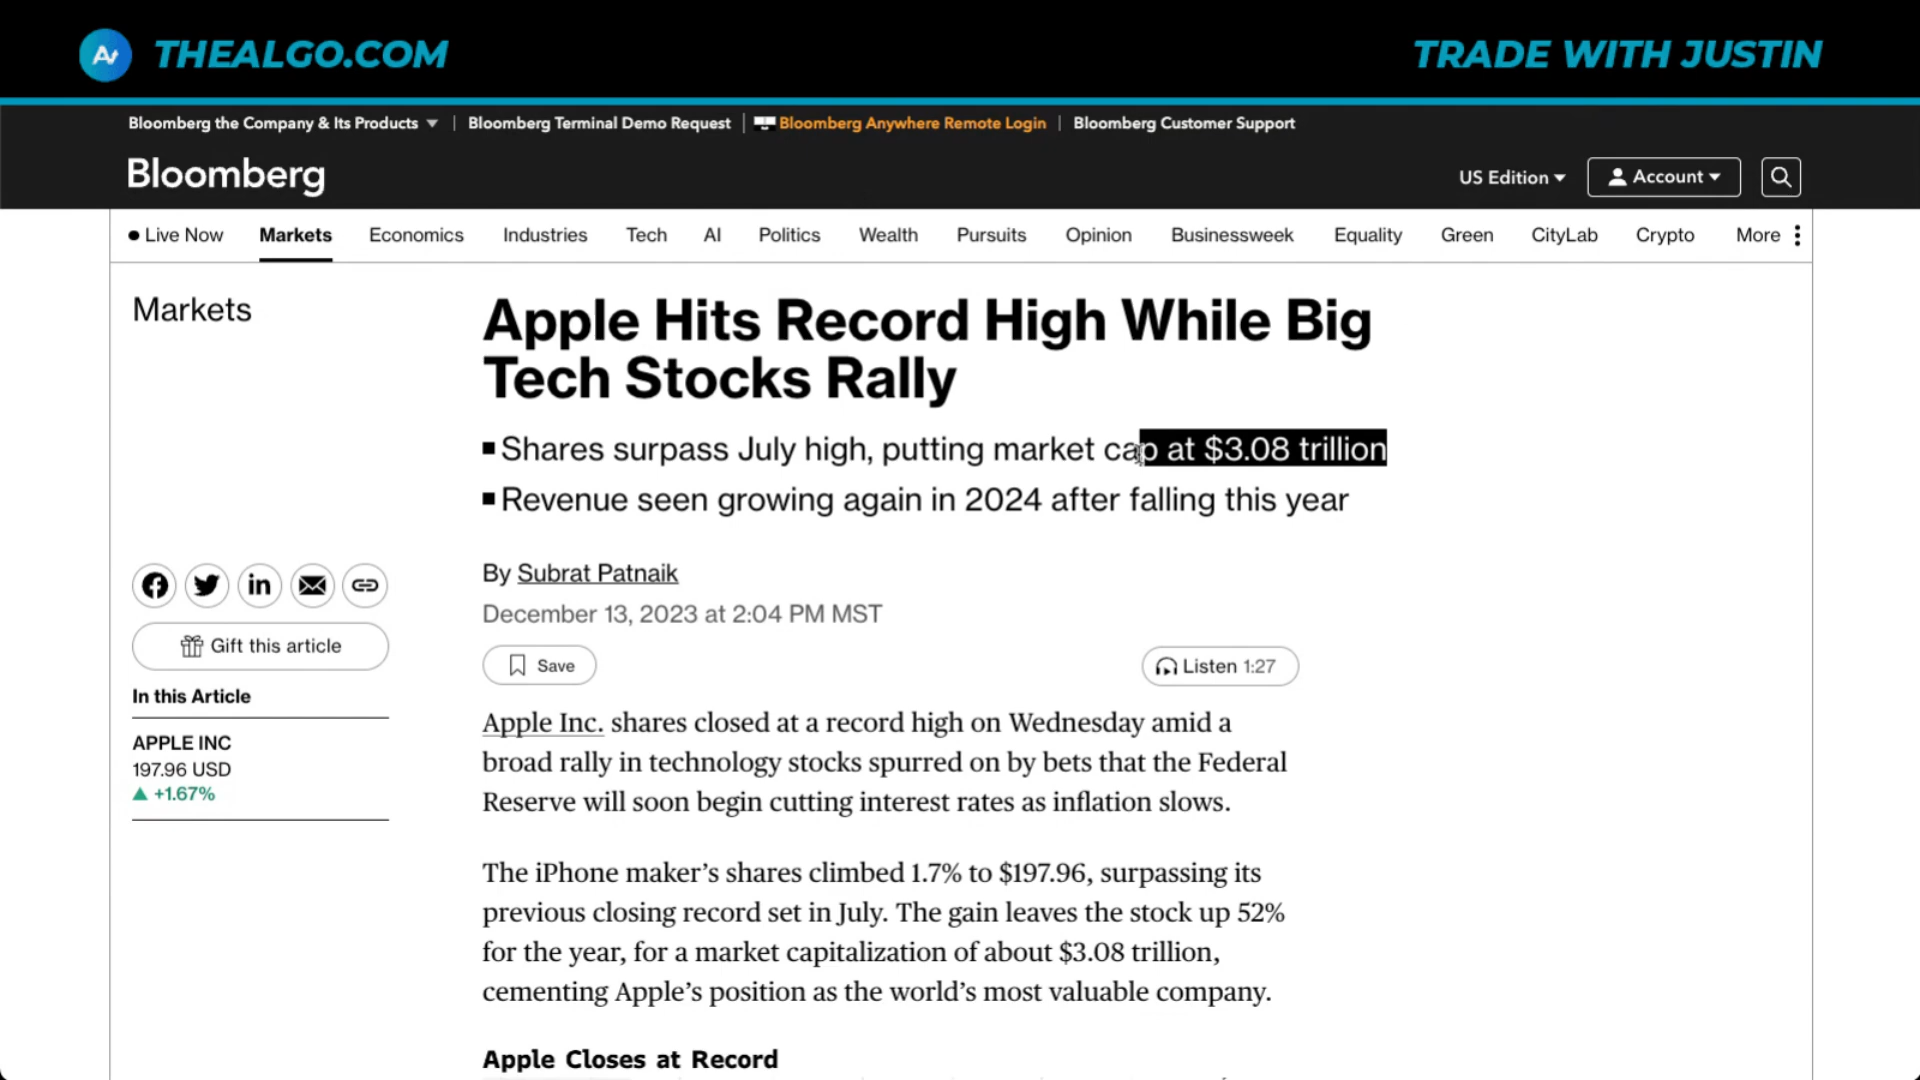 THEALGO.COM
TRADE WITH JUSTIN
Bloomberg the Company & Its Products
Bloomberg Terminal Demo Request
Bloomberg Anywhere Remote Login
Bloomberg Customer Support
Bloomberg
US Edition
Account
Live Now
Markets
Economics
Industries
Tech
AI
Politics
Wealth
Pursuits
Opinion
Businessweek
Equality
Green
CityLab
Crypto
More
Markets
Apple Hits Record High While Big
Tech Stocks Rally
Shares surpass July high, putting market cap at $3.08 trillion
Revenue seen growing again in 2024 after falling this year
By Subrat Patnaik
December 13, 2023 at 2:04 PM MST
Save
Listen 1:27
Gift this article
In this Article
APPLE INC
197.96 USD
+1.67%
Apple Inc. shares closed at a record high on Wednesday amid a
broad rally in technology stocks spurred on by bets that the Federal
Reserve will soon begin cutting interest rates as inflation slows.
The iPhone maker’s shares climbed 1.7% to $197.96, surpassing its
previous closing record set in July. The gain leaves the stock up 52%
for the year, for a market capitalization of about $3.08 trillion,
cementing Apple’s position as the world’s most valuable company.
Apple Closes at Record